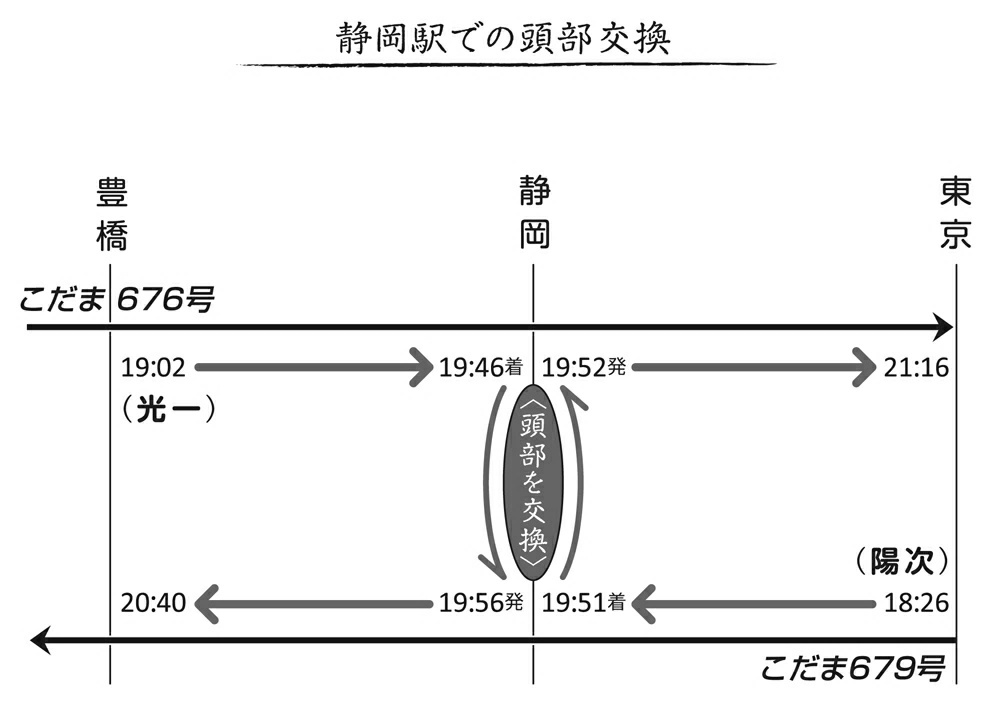 静岡駅での頭部交換
豊橋
静岡
東京
こだま676号
19:02
19:46着
19:52発
21:16
（光一）
〈頭部を交換〉
（陽次）
20:40
19:56発
19:51着
18:26
こだま679号